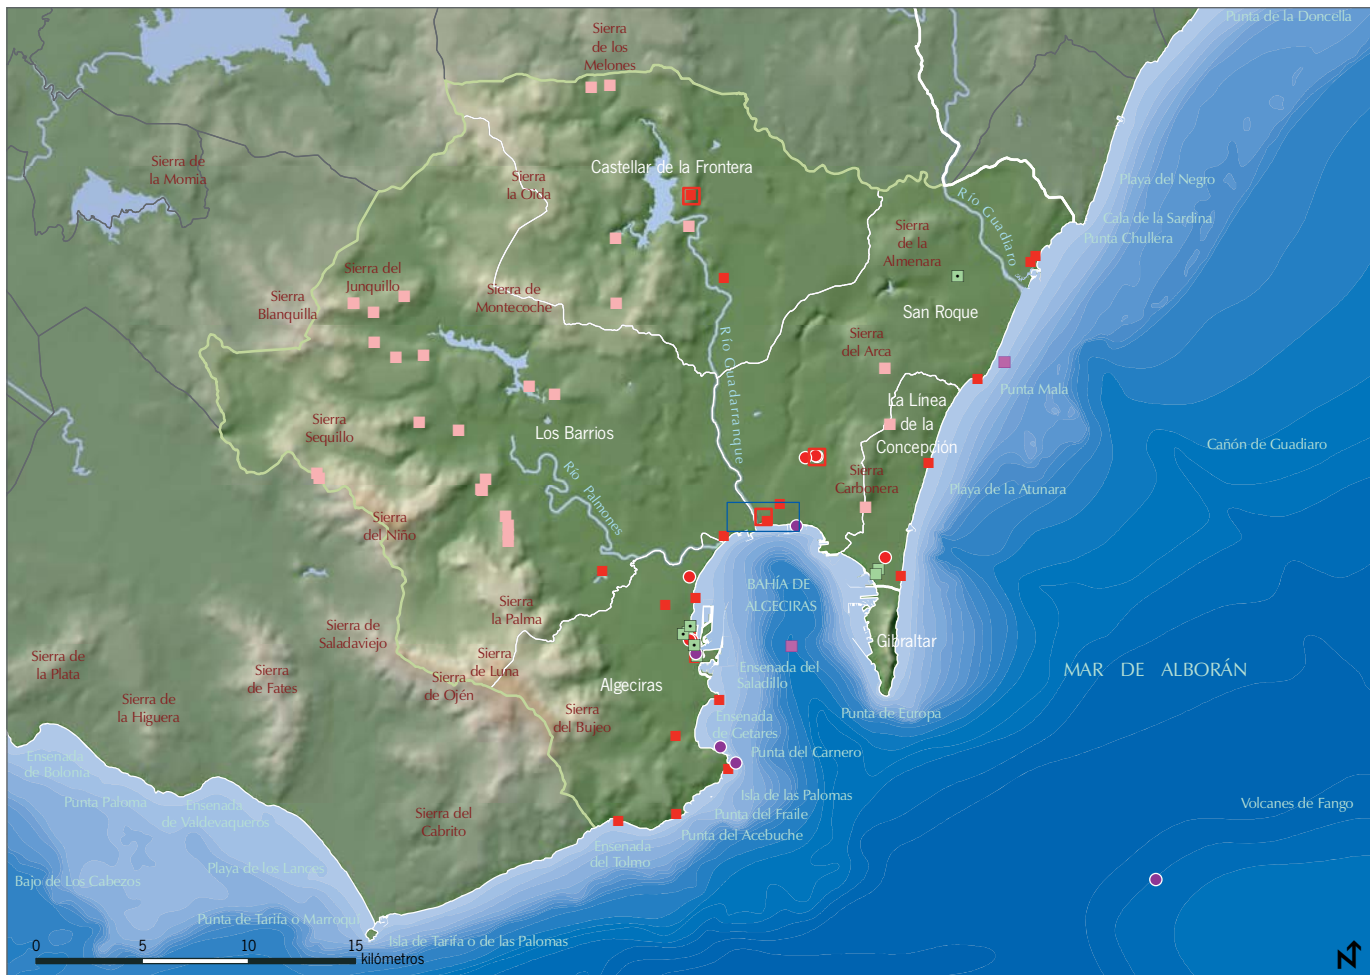 Punta de la Doncella
Sierra
de los
Melones
Sierra de
la Momia
Castellar de la Frontera
Sierra
la Oida
Playa del Negro
Río Guadiaro
Cala de la Sardina
Punta Chullera
Sierra
de la
Almenara
Sierra del
Junquillo
Sierra
Blanquilla
Sierra de
Montecoche
San Roque
Río Guadarranque
Sierra
del Arca
Punta Mala
La Línea
de la
Concepción
Sierra
Sequillo
Los Barrios
Cañón de Guadiaro
Río Palmones
Sierra
Carbonera
Playa de la Atunara
Sierra
del Niño
BAHÍA DE
ALGECIRAS
Sierra
la Palma
Sierra de
Saladaviejo
Gibraltar
Sierra de
la Plata
Sierra
de Fates
Sierra
de Luna
Sierra
de Ojén
Algeciras
Ensenada del
Saladillo
MAR DE ALBORÁN
Sierra de
la Higuera
Sierra
del Bujeo
Punta de Europa
Ensenada
de Getares
Punta del Carnero
Ensenada
de Bolonia
Punta Paloma
Ensenada
de Valdevaqueros
Isla de las Palomas
Volcanes de Fango
Sierra del
Cabrito
Punta del Fraile
Punta del Acebuche
Ensenada
del Tolmo
Playa de los Lances
Bajo de Los Cabezos
Punta de Tarifa o Marroquí
Isla de Tarifa o de las Palomas
0 5 10 15
kilómetros
N